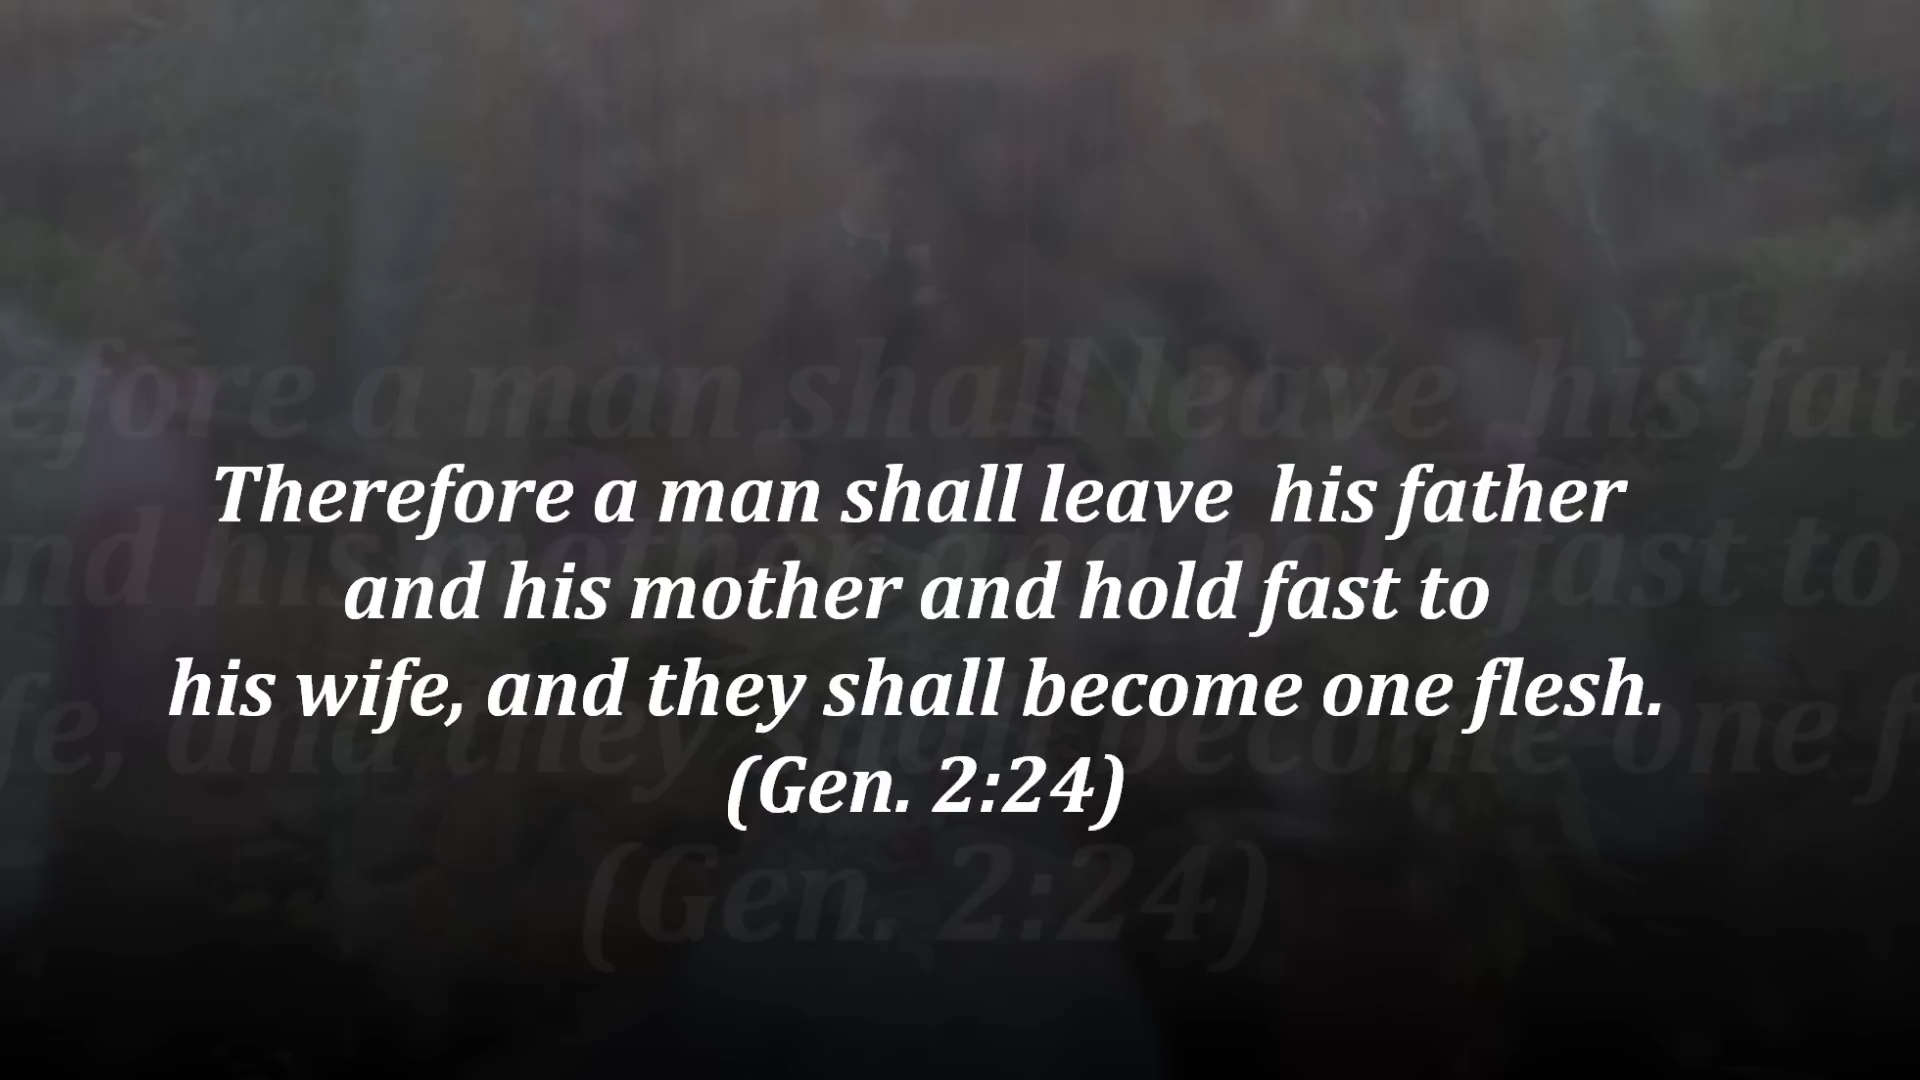 Therefore a man shall leave  his father
and his mother and hold fast to
his wife, and they shall become one flesh.
(Gen. 2:24)